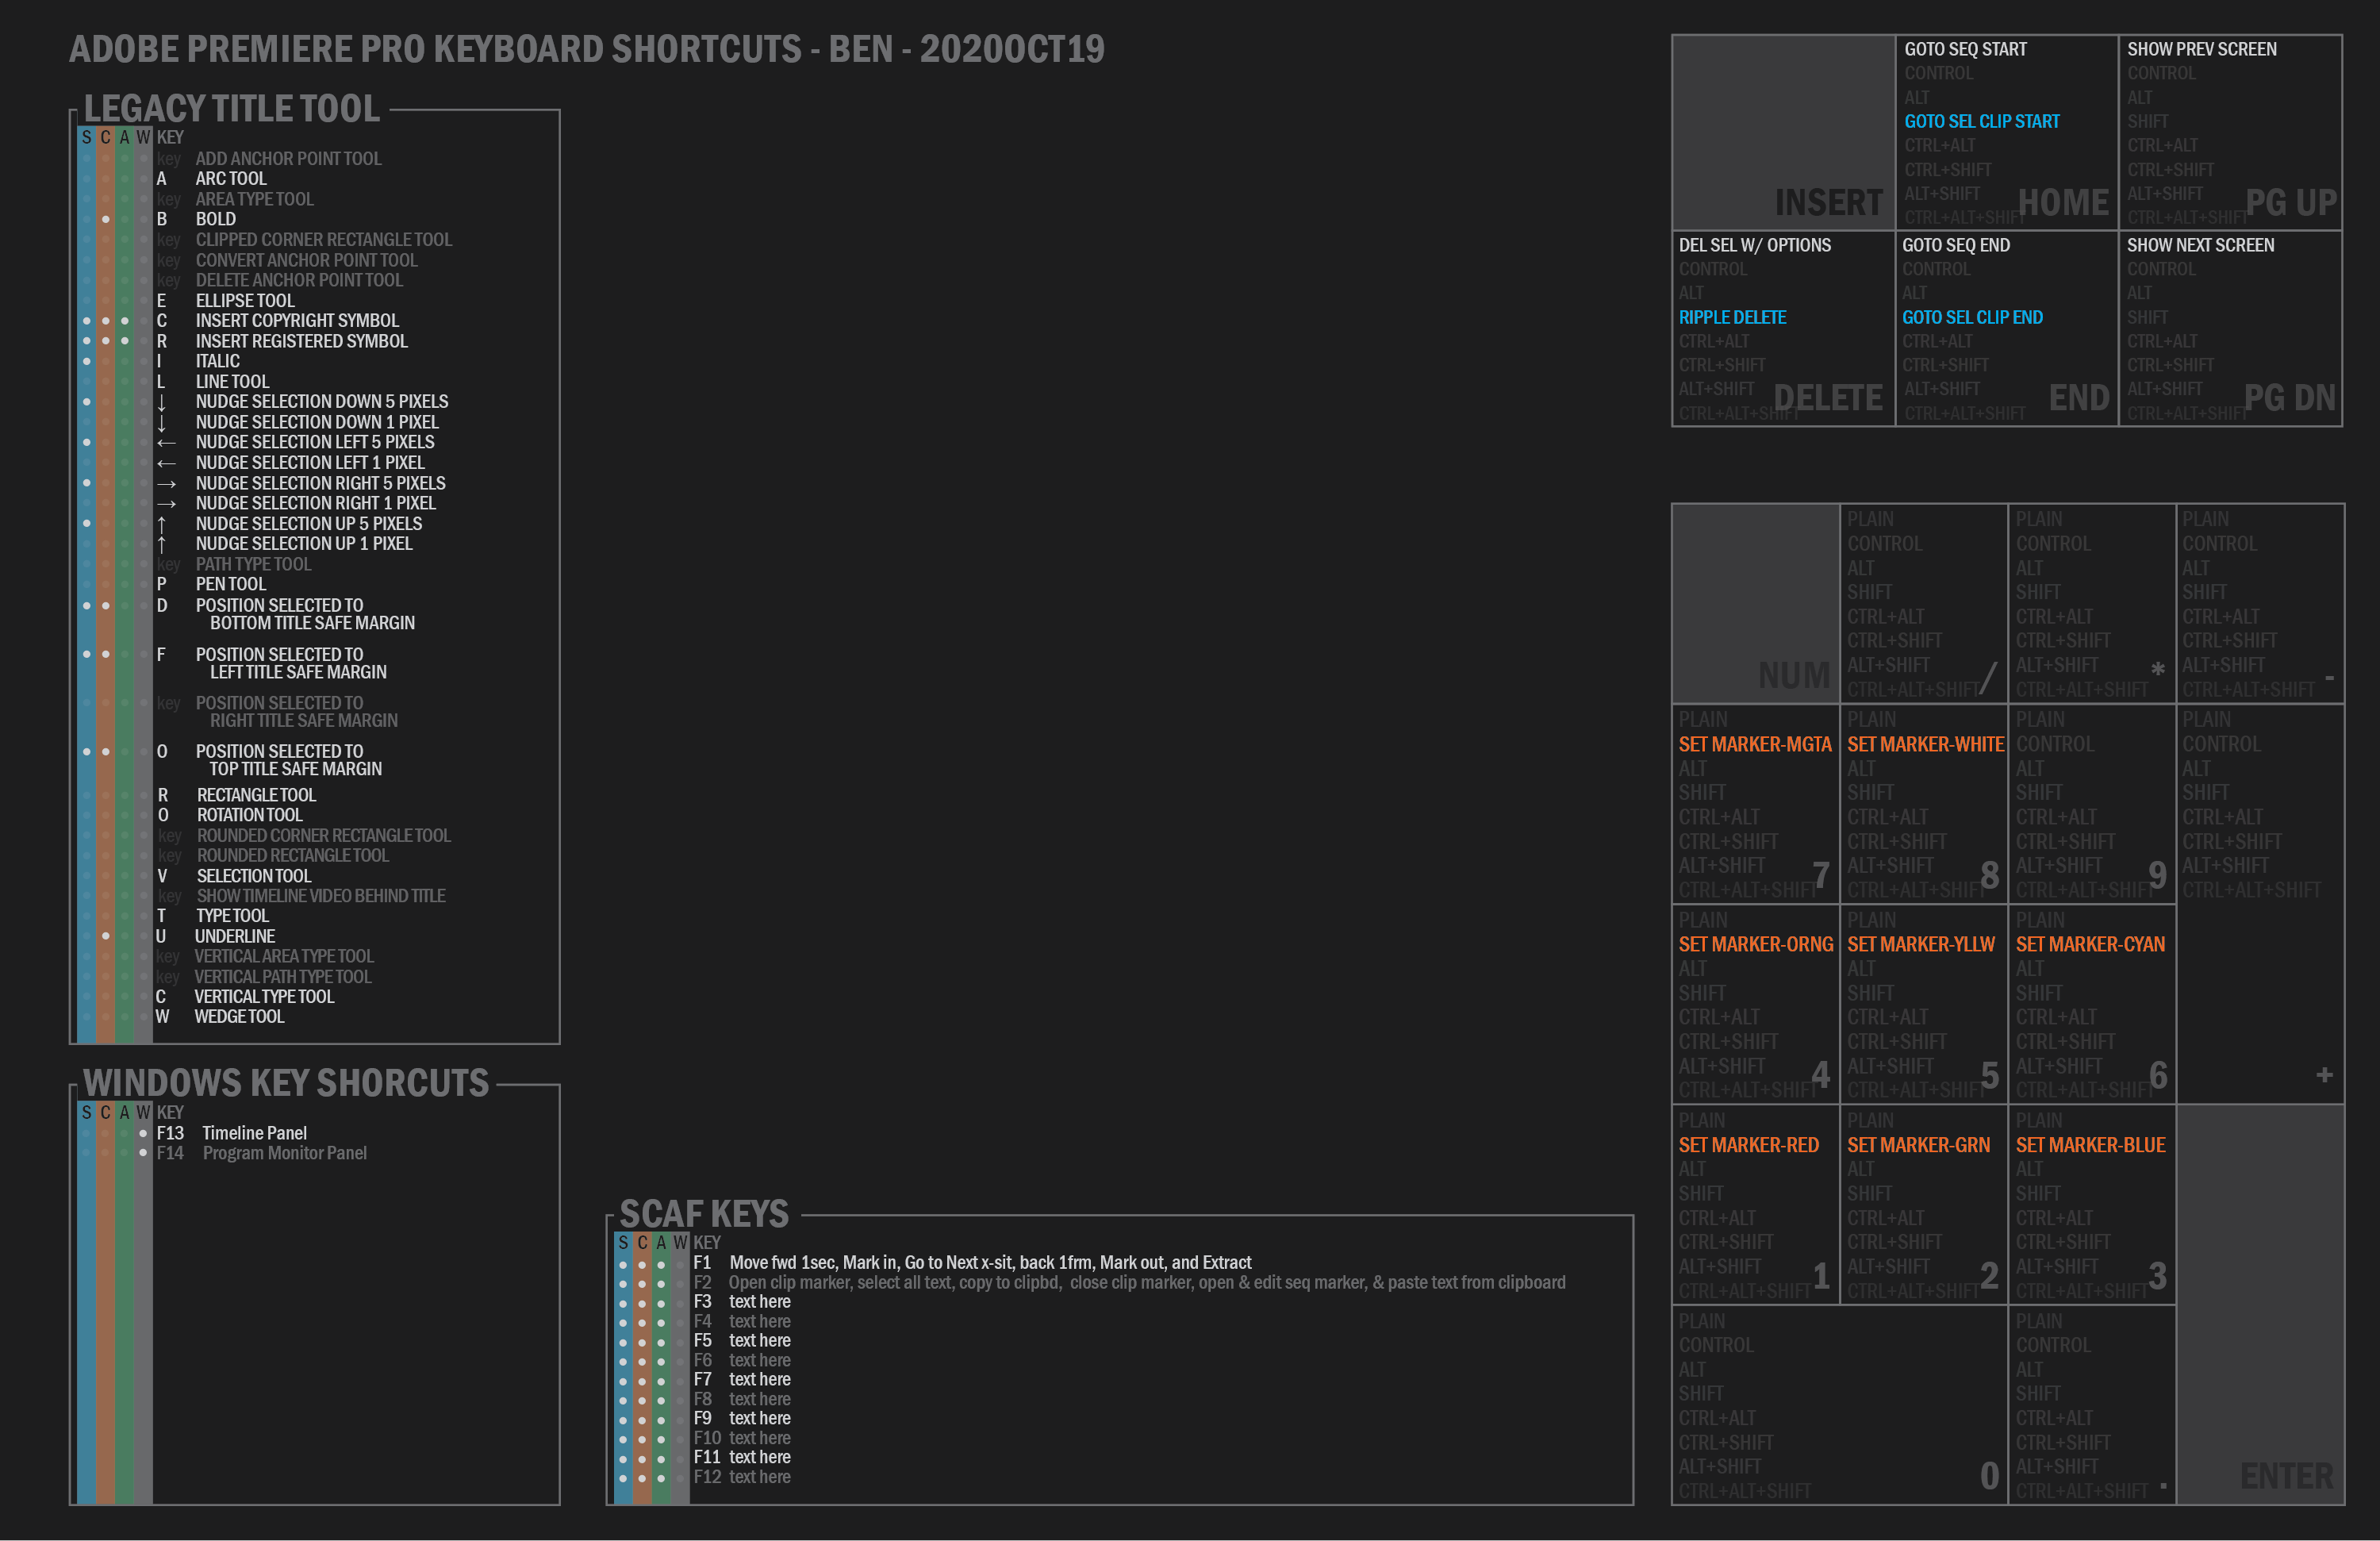 ADOBE PREMIERE PRO KEYBOARD SHORTCUTS - BEN - 2020OCT19
LEGACY TITLE TOOL
S C A W KEY
key ADD ANCHOR POINT TOOL
A ARC TOOL
key AREA TYPE TOOL
B BOLD
key CLIPPED CORNER RECTANGLE TOOL
key CONVERT ANCHOR POINT TOOL
key DELETE ANCHOR POINT TOOL
E ELLIPSE TOOL
C INSERT COPYRIGHT SYMBOL
R INSERT REGISTERED SYMBOL
I ITALIC
L LINE TOOL
↓ NUDGE SELECTION DOWN 5 PIXELS
↓ NUDGE SELECTION DOWN 1 PIXEL
← NUDGE SELECTION LEFT 5 PIXELS
← NUDGE SELECTION LEFT 1 PIXEL
→ NUDGE SELECTION RIGHT 5 PIXELS
→ NUDGE SELECTION RIGHT 1 PIXEL
↑ NUDGE SELECTION UP 5 PIXELS
↑ NUDGE SELECTION UP 1 PIXEL
key PATH TYPE TOOL
P PEN TOOL
D POSITION SELECTED TO
BOTTOM TITLE SAFE MARGIN
F POSITION SELECTED TO
LEFT TITLE SAFE MARGIN
key POSITION SELECTED TO
RIGHT TITLE SAFE MARGIN
O POSITION SELECTED TO
TOP TITLE SAFE MARGIN
R RECTANGLE TOOL
O ROTATION TOOL
key ROUNDED CORNER RECTANGLE TOOL
key ROUNDED RECTANGLE TOOL
V SELECTION TOOL
key SHOW TIMELINE VIDEO BEHIND TITLE
T TYPE TOOL
U UNDERLINE
key VERTICAL AREA TYPE TOOL
key VERTICAL PATH TYPE TOOL
C VERTICAL TYPE TOOL
W WEDGE TOOL
WINDOWS KEY SHORCUTS
S C A W KEY
F13 Timeline Panel
F14 Program Monitor Panel
SCAF KEYS
S C A W KEY
F1 Move fwd 1sec, Mark in, Go to Next x-sit, back 1frm, Mark out, and Extract
F2 Open clip marker, select all text, copy to clipbd, close clip marker, open & edit seq marker, & paste text from clipboard
F3 text here
F4 text here
F5 text here
F6 text here
F7 text here
F8 text here
F9 text here
F10 text here
F11 text here
F12 text here
INSERT
GOTO SEQ START
CONTROL
ALT
GOTO SEL CLIP START
CTRL+ALT
CTRL+SHIFT
ALT+SHIFT
CTRL+ALT+SHIFT
HOME
SHOW PREV SCREEN
CONTROL
ALT
SHIFT
CTRL+ALT
CTRL+SHIFT
ALT+SHIFT
CTRL+ALT+SHIFT
PG UP
DEL SEL W/ OPTIONS
CONTROL
ALT
RIPPLE DELETE
CTRL+ALT
CTRL+SHIFT
ALT+SHIFT
CTRL+ALT+SHIFT
DELETE
GOTO SEQ END
CONTROL
ALT
GOTO SEL CLIP END
CTRL+ALT
CTRL+SHIFT
ALT+SHIFT
CTRL+ALT+SHIFT
END
SHOW NEXT SCREEN
CONTROL
ALT
SHIFT
CTRL+ALT
CTRL+SHIFT
ALT+SHIFT
CTRL+ALT+SHIFT
PG DN
NUM
PLAIN
CONTROL
ALT
SHIFT
CTRL+ALT
CTRL+SHIFT
ALT+SHIFT
CTRL+ALT+SHIFT
/
PLAIN
CONTROL
ALT
SHIFT
CTRL+ALT
CTRL+SHIFT
ALT+SHIFT
CTRL+ALT+SHIFT
*
PLAIN
CONTROL
ALT
SHIFT
CTRL+ALT
CTRL+SHIFT
ALT+SHIFT
CTRL+ALT+SHIFT
-
PLAIN
SET MARKER-MGTA
ALT
SHIFT
CTRL+ALT
CTRL+SHIFT
ALT+SHIFT
CTRL+ALT+SHIFT
7
PLAIN
SET MARKER-WHITE
ALT
SHIFT
CTRL+ALT
CTRL+SHIFT
ALT+SHIFT
CTRL+ALT+SHIFT
8
PLAIN
CONTROL
ALT
SHIFT
CTRL+ALT
CTRL+SHIFT
ALT+SHIFT
CTRL+ALT+SHIFT
9
PLAIN
CONTROL
ALT
SHIFT
CTRL+ALT
CTRL+SHIFT
ALT+SHIFT
CTRL+ALT+SHIFT
+
PLAIN
SET MARKER-ORNG
ALT
SHIFT
CTRL+ALT
CTRL+SHIFT
ALT+SHIFT
CTRL+ALT+SHIFT
4
PLAIN
SET MARKER-YLLW
ALT
SHIFT
CTRL+ALT
CTRL+SHIFT
ALT+SHIFT
CTRL+ALT+SHIFT
5
PLAIN
SET MARKER-CYAN
ALT
SHIFT
CTRL+ALT
CTRL+SHIFT
ALT+SHIFT
CTRL+ALT+SHIFT
6
PLAIN
SET MARKER-RED
ALT
SHIFT
CTRL+ALT
CTRL+SHIFT
ALT+SHIFT
CTRL+ALT+SHIFT
1
PLAIN
SET MARKER-GRN
ALT
SHIFT
CTRL+ALT
CTRL+SHIFT
ALT+SHIFT
CTRL+ALT+SHIFT
2
PLAIN
SET MARKER-BLUE
ALT
SHIFT
CTRL+ALT
CTRL+SHIFT
ALT+SHIFT
CTRL+ALT+SHIFT
3
PLAIN
CONTROL
ALT
SHIFT
CTRL+ALT
CTRL+SHIFT
ALT+SHIFT
CTRL+ALT+SHIFT
0
PLAIN
CONTROL
ALT
SHIFT
CTRL+ALT
CTRL+SHIFT
ALT+SHIFT
CTRL+ALT+SHIFT
.
ENTER